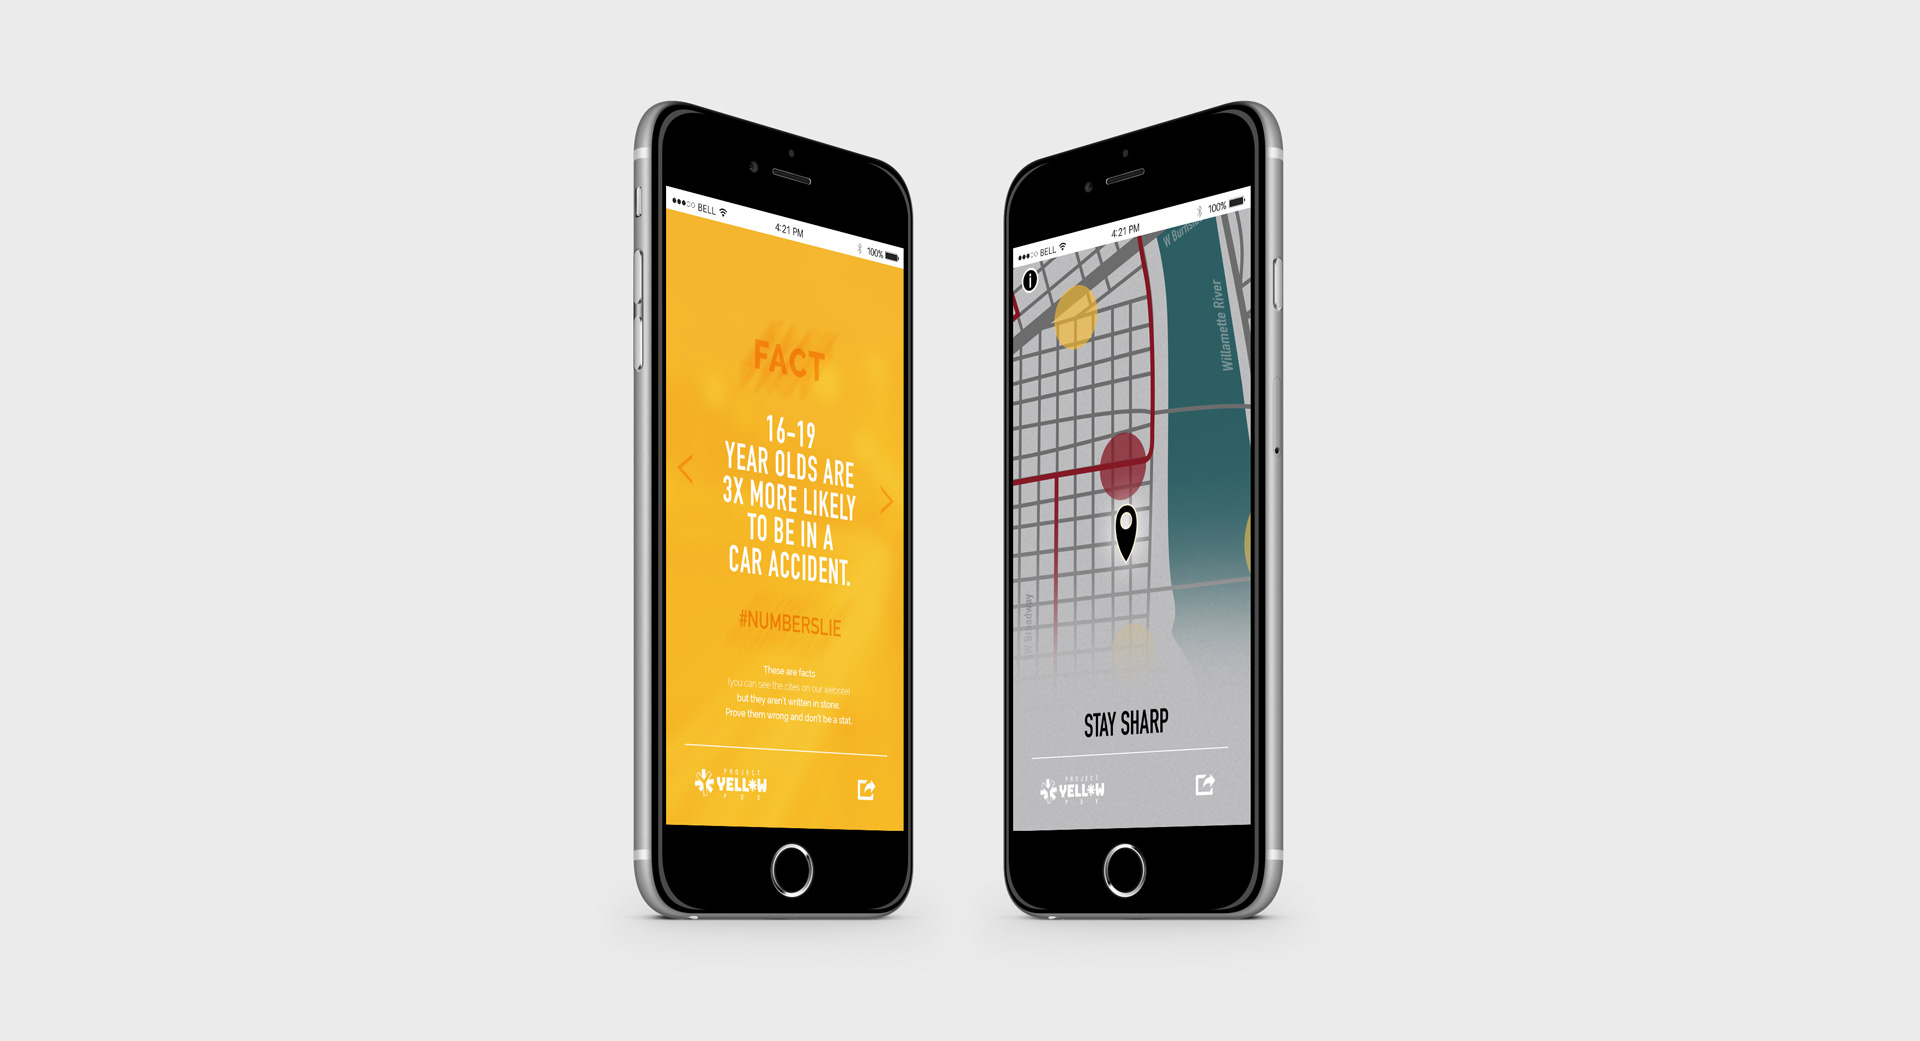 BELL
4:21 PM
100%
FACT
16-19
YEAR OLDS ARE
3X MORE LIKELY
TO BE IN A
CAR ACCIDENT.
#NUMBERSLIE
These are facts
(you can see the cites on our website)
but they aren't written in stone.
Prove them wrong and don't be a stat.
PROJECT
YELLOW
PDX
BELL
4:21 PM
100%
i
W Burnside
Willamette River
SW Broadway
STAY SHARP
PROJECT
YELLOW
PDX